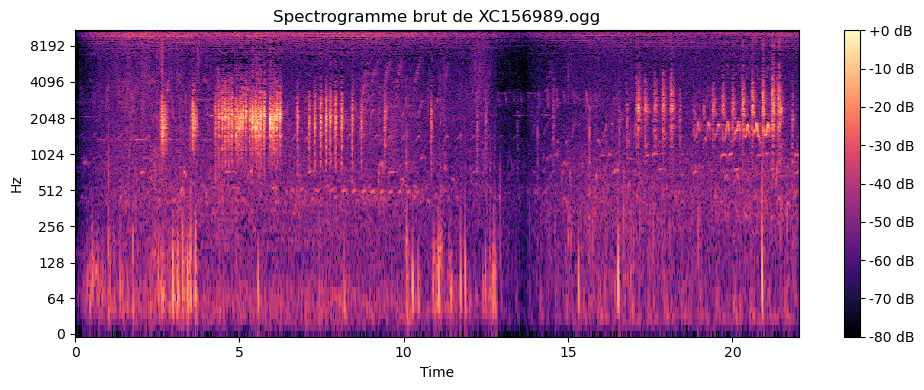 Spectrogramme brut de XC156989.ogg
8192
4096
2048
1024
512
256
128
64
0
Hz
0
5
10
15
20
Time
+0 dB
-10 dB
-20 dB
-30 dB
-40 dB
-50 dB
-60 dB
-70 dB
-80 dB